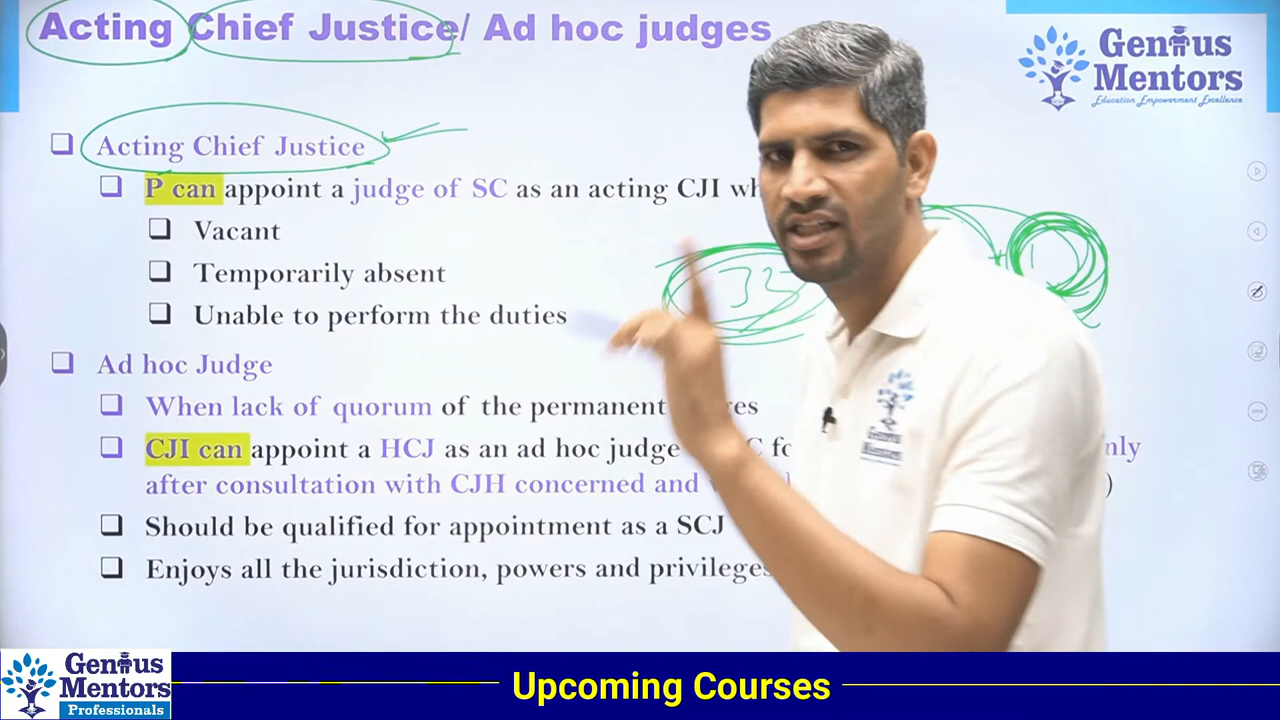 Acting Chief Justice/ Ad hoc judges
Genius
Mentors
Education Empowerment Excellence
Acting Chief Justice
P can appoint a judge of SC as an acting CJI
Vacant
Temporarily absent
Unable to perform the duties
33
Ad hoc Judge
When lack of quorum of the permanent
CJI can appoint a HCJ as an ad hoc judge
after consultation with CJH concerned and
Should be qualified for appointment as a SCJ
Enjoys all the jurisdiction, powers and privileges
Genius
Mentors
Genius
Mentors
Professionals
Upcoming Courses